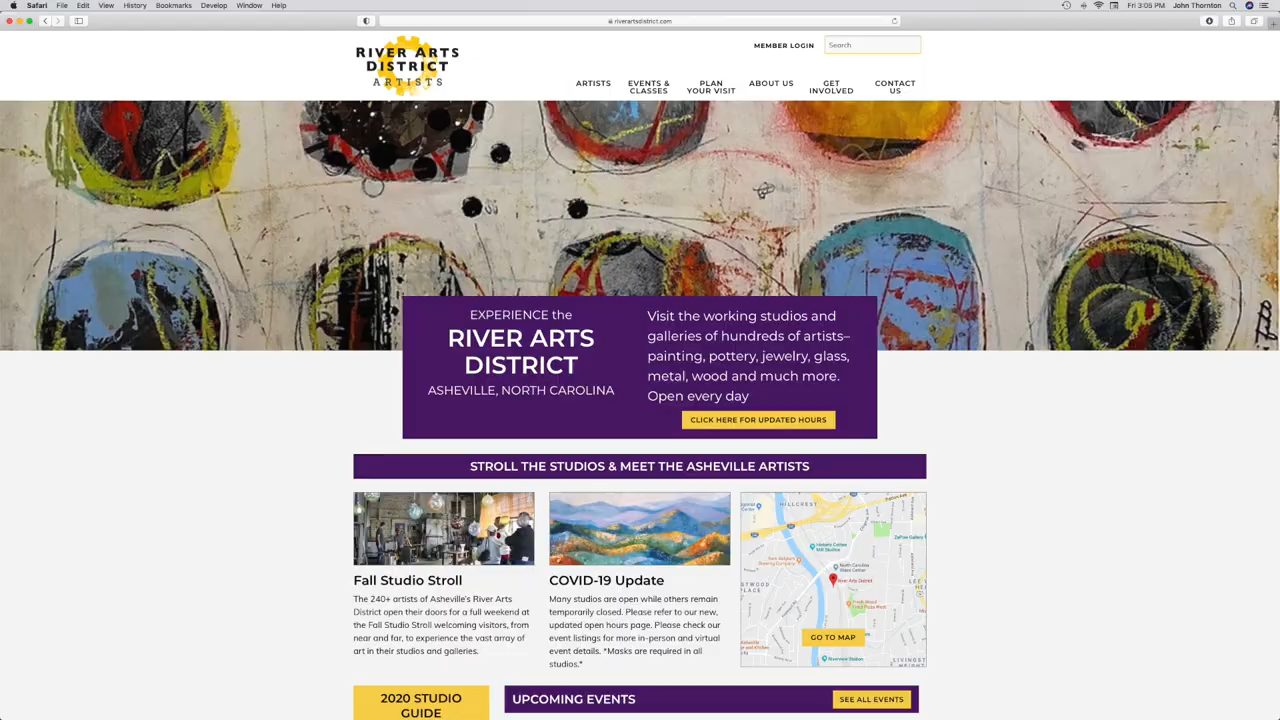 Safari File Edit View History Bookmarks Develop Window Help
Fri 3:05 PM John Thornton
riverartsdistrict.com
RIVER ARTS
DISTRICT
ARTISTS
MEMBER LOGIN
Search
ARTISTS
EVENTS &
CLASSES
PLAN
YOUR VISIT
ABOUT US
GET
INVOLVED
CONTACT
US
EXPERIENCE the
RIVER ARTS
DISTRICT
ASHEVILLE, NORTH CAROLINA
Visit the working studios and
galleries of hundreds of artists–
painting, pottery, jewelry, glass,
metal, wood and much more.
Open every day
CLICK HERE FOR UPDATED HOURS
STROLL THE STUDIOS & MEET THE ASHEVILLE ARTISTS
Fall Studio Stroll
The 240+ artists of Asheville's River Arts
District open their doors for a full weekend at
the Fall Studio Stroll welcoming visitors, from
near and far, to experience the vast array of
art in their studios and galleries.
COVID-19 Update
Many studios are open while others remain
temporarily closed. Please refer to our new,
updated open hours page. Please check our
event listings for more in-person and virtual
event details. *Masks are required in all
studios.*
HILLCREST
River Arts District
GO TO MAP
2020 STUDIO
GUIDE
UPCOMING EVENTS
SEE ALL EVENTS